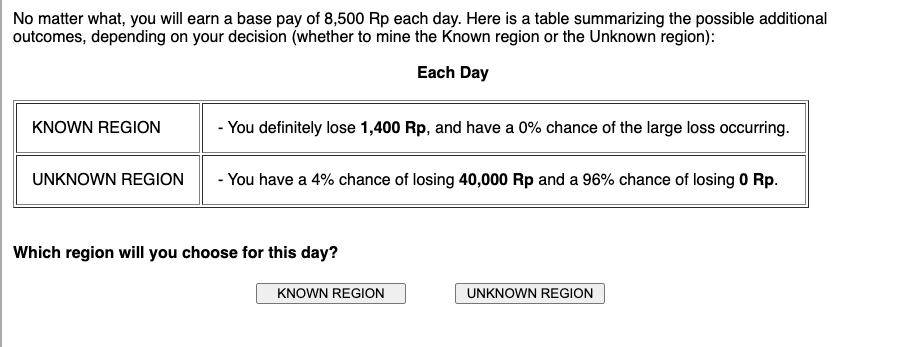 No matter what, you will earn a base pay of 8,500 Rp each day. Here is a table summarizing the possible additional
outcomes, depending on your decision (whether to mine the Known region or the Unknown region):
Each Day
KNOWN REGION - You definitely lose 1,400 Rp, and have a 0% chance of the large loss occurring.
UNKNOWN REGION - You have a 4% chance of losing 40,000 Rp and a 96% chance of losing 0 Rp.
Which region will you choose for this day?
KNOWN REGION UNKNOWN REGION